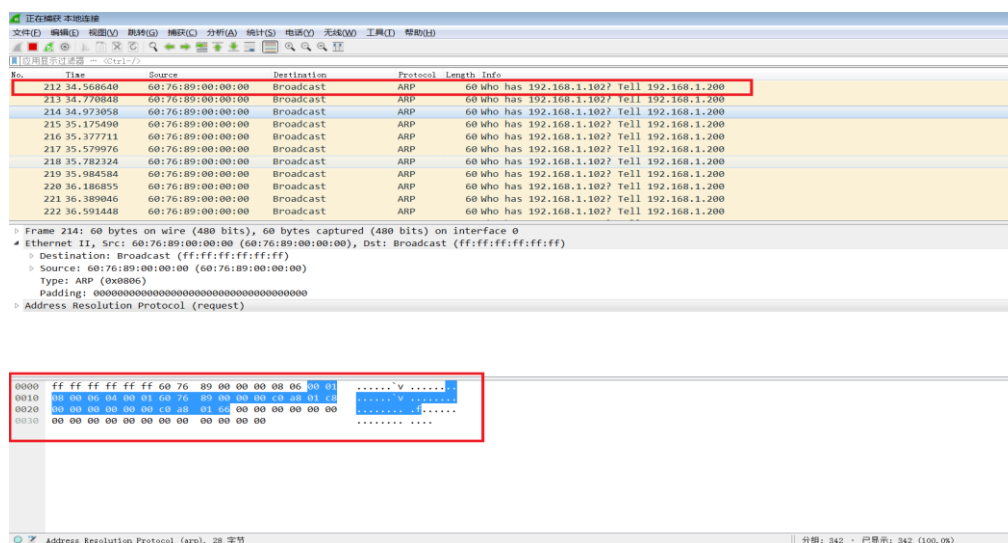 正在捕获 本地连接
文件(F) 编辑(E) 视图(V) 跳转(G) 捕获(C) 分析(A) 统计(S) 电话(Y) 无线(W) 工具(T) 帮助(H)
应用显示过滤器 … <Ctrl-/>
No. Time Source Destination Protocol Length Info
212 34.568640 60:76:89:00:00:00 Broadcast ARP 60 Who has 192.168.1.102? Tell 192.168.1.200
213 34.770848 60:76:89:00:00:00 Broadcast ARP 60 Who has 192.168.1.102? Tell 192.168.1.200
214 34.973058 60:76:89:00:00:00 Broadcast ARP 60 Who has 192.168.1.102? Tell 192.168.1.200
215 35.175490 60:76:89:00:00:00 Broadcast ARP 60 Who has 192.168.1.102? Tell 192.168.1.200
216 35.377711 60:76:89:00:00:00 Broadcast ARP 60 Who has 192.168.1.102? Tell 192.168.1.200
217 35.579976 60:76:89:00:00:00 Broadcast ARP 60 Who has 192.168.1.102? Tell 192.168.1.200
218 35.782324 60:76:89:00:00:00 Broadcast ARP 60 Who has 192.168.1.102? Tell 192.168.1.200
219 35.984584 60:76:89:00:00:00 Broadcast ARP 60 Who has 192.168.1.102? Tell 192.168.1.200
220 36.186855 60:76:89:00:00:00 Broadcast ARP 60 Who has 192.168.1.102? Tell 192.168.1.200
221 36.389046 60:76:89:00:00:00 Broadcast ARP 60 Who has 192.168.1.102? Tell 192.168.1.200
222 36.591448 60:76:89:00:00:00 Broadcast ARP 60 Who has 192.168.1.102? Tell 192.168.1.200
Frame 214: 60 bytes on wire (480 bits), 60 bytes captured (480 bits) on interface 0
Ethernet II, Src: 60:76:89:00:00:00 (60:76:89:00:00:00), Dst: Broadcast (ff:ff:ff:ff:ff:ff)
Destination: Broadcast (ff:ff:ff:ff:ff:ff)
Source: 60:76:89:00:00:00 (60:76:89:00:00:00)
Type: ARP (0x0806)
Padding: 000000000000000000000000000000000000
Address Resolution Protocol (request)
0000 ff ff ff ff ff ff 60 76 89 00 00 00 08 06 00 01 ......`v ........
0010 08 00 06 04 00 01 60 76 89 00 00 00 c0 a8 01 c8 ......`v ........
0020 00 00 00 00 00 00 c0 a8 01 66 00 00 00 00 00 00 ........ .f......
0030 00 00 00 00 00 00 00 00 00 00 00 00 ........ ....
Address Resolution Protocol (arp), 28 字节 分组: 342 · 已显示: 342 (100.0%)